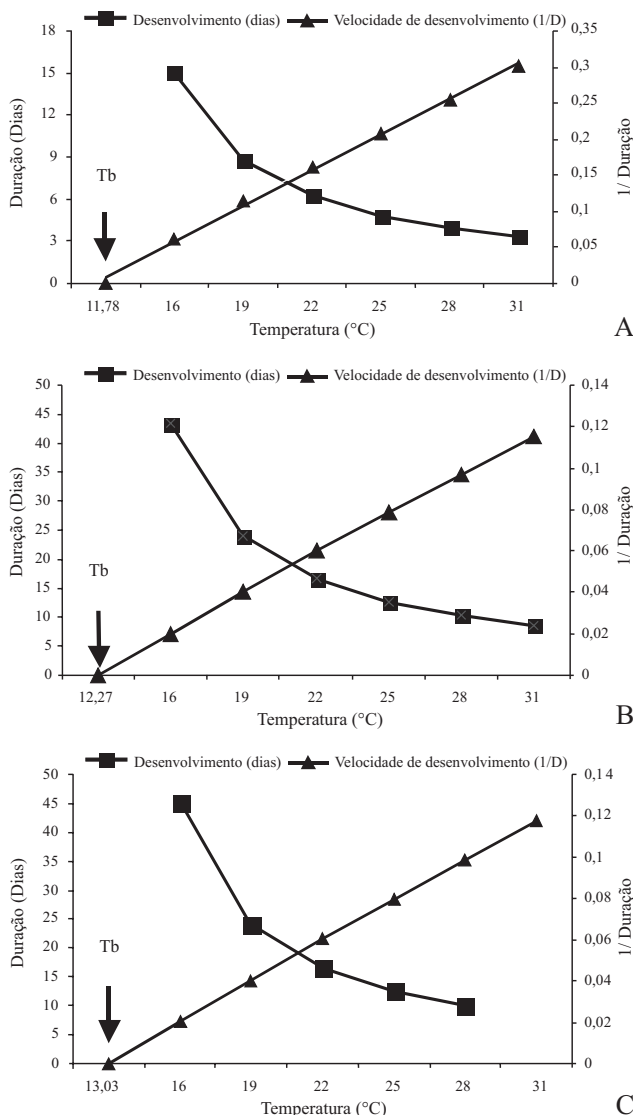 Desenvolvimento (dias) Velocidade de desenvolvimento (1/D)
18 0,35
15 0,3
0,25
12
0,2
9
0,15
6
0,1
3
0,05
0 0
Duração (Dias)
1/ Duração
Tb
11,78 16 19 22 25 28 31
Temperatura (°C)
A
Desenvolvimento (dias) Velocidade de desenvolvimento (1/D)
50 0,14
45
0,12
40
35 0,1
30
0,08
25
0,06
20
15 0,04
10
0,02
5
0 0
Duração (Dias)
1/ Duração
Tb
12,27 16 19 22 25 28 31
Temperatura (°C)
B
Desenvolvimento (dias) Velocidade de desenvolvimento (1/D)
50 0,14
45
0,12
40
35 0,1
30
0,08
25
0,06
20
15 0,04
10
0,02
5
0 0
Duração (Dias)
1/ Duração
Tb
13,03 16 19 22 25 28 31
Temperatura (°C)
C